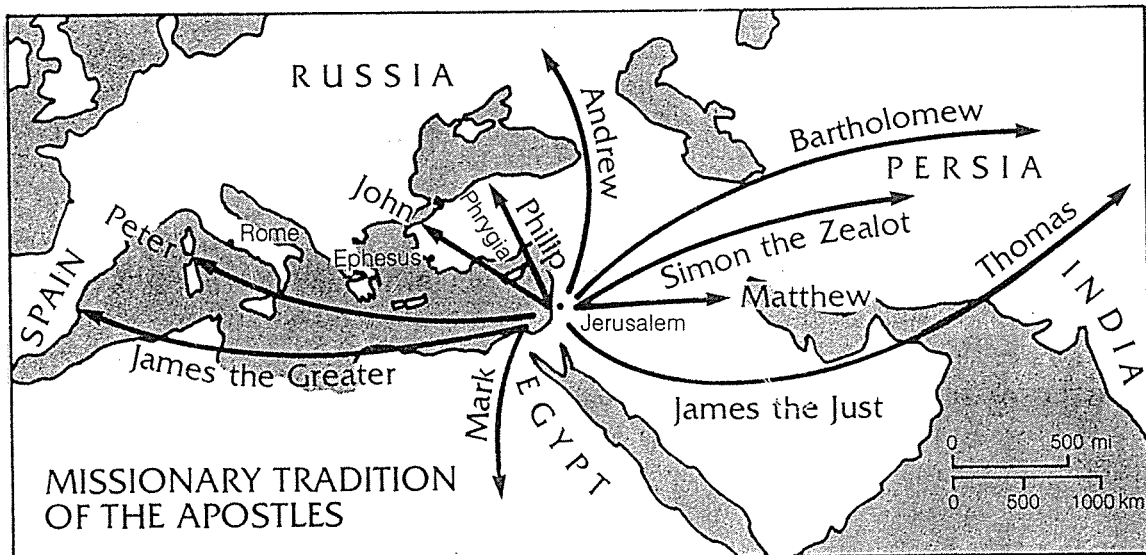 RUSSIA
Andrew
Bartholomew
PERSIA
John
Phrygia
Philip
Peter
Rome
Ephesus
Simon the Zealot
Thomas
SPAIN
Matthew
INDIA
Jerusalem
James the Greater
Mark
EGYPT
James the Just
0 500 mi
0 500 1000 km
MISSIONARY TRADITION
OF THE APOSTLES